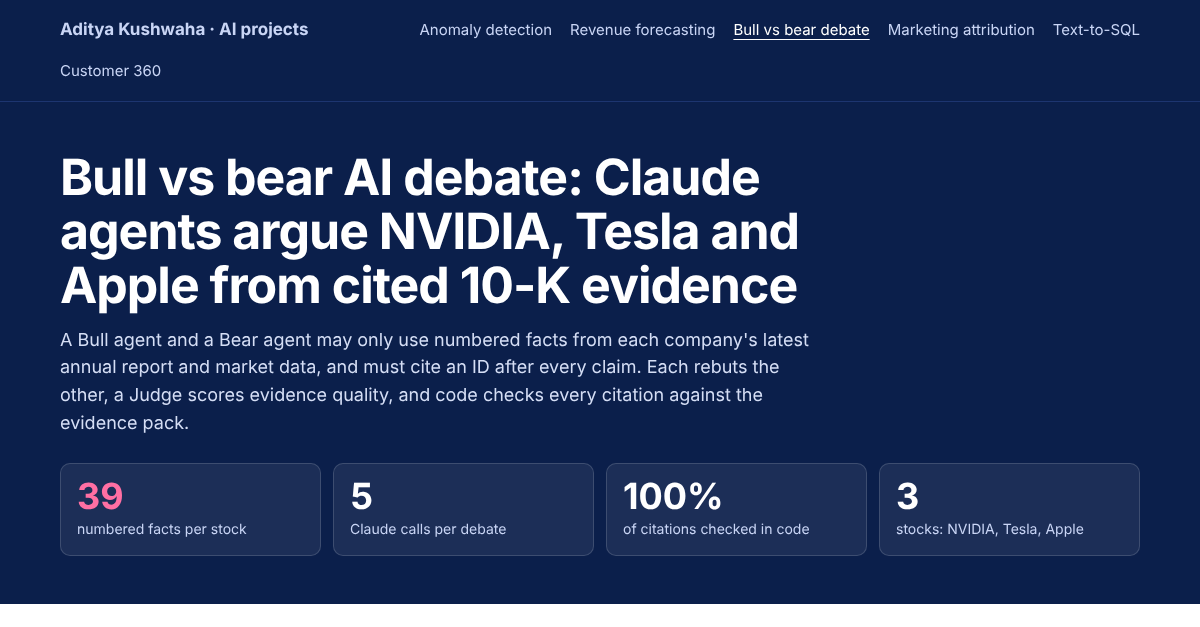 Aditya Kushwaha · AI projects
Anomaly detection
Revenue forecasting
Bull vs bear debate
Marketing attribution
Text-to-SQL
Customer 360
Bull vs bear AI debate: Claude
agents argue NVIDIA, Tesla and
Apple from cited 10-K evidence
A Bull agent and a Bear agent may only use numbered facts from each company's latest
annual report and market data, and must cite an ID after every claim. Each rebuts the
other, a Judge scores evidence quality, and code checks every citation against the
evidence pack.
39
numbered facts per stock
5
Claude calls per debate
100%
of citations checked in code
3
stocks: NVIDIA, Tesla, Apple